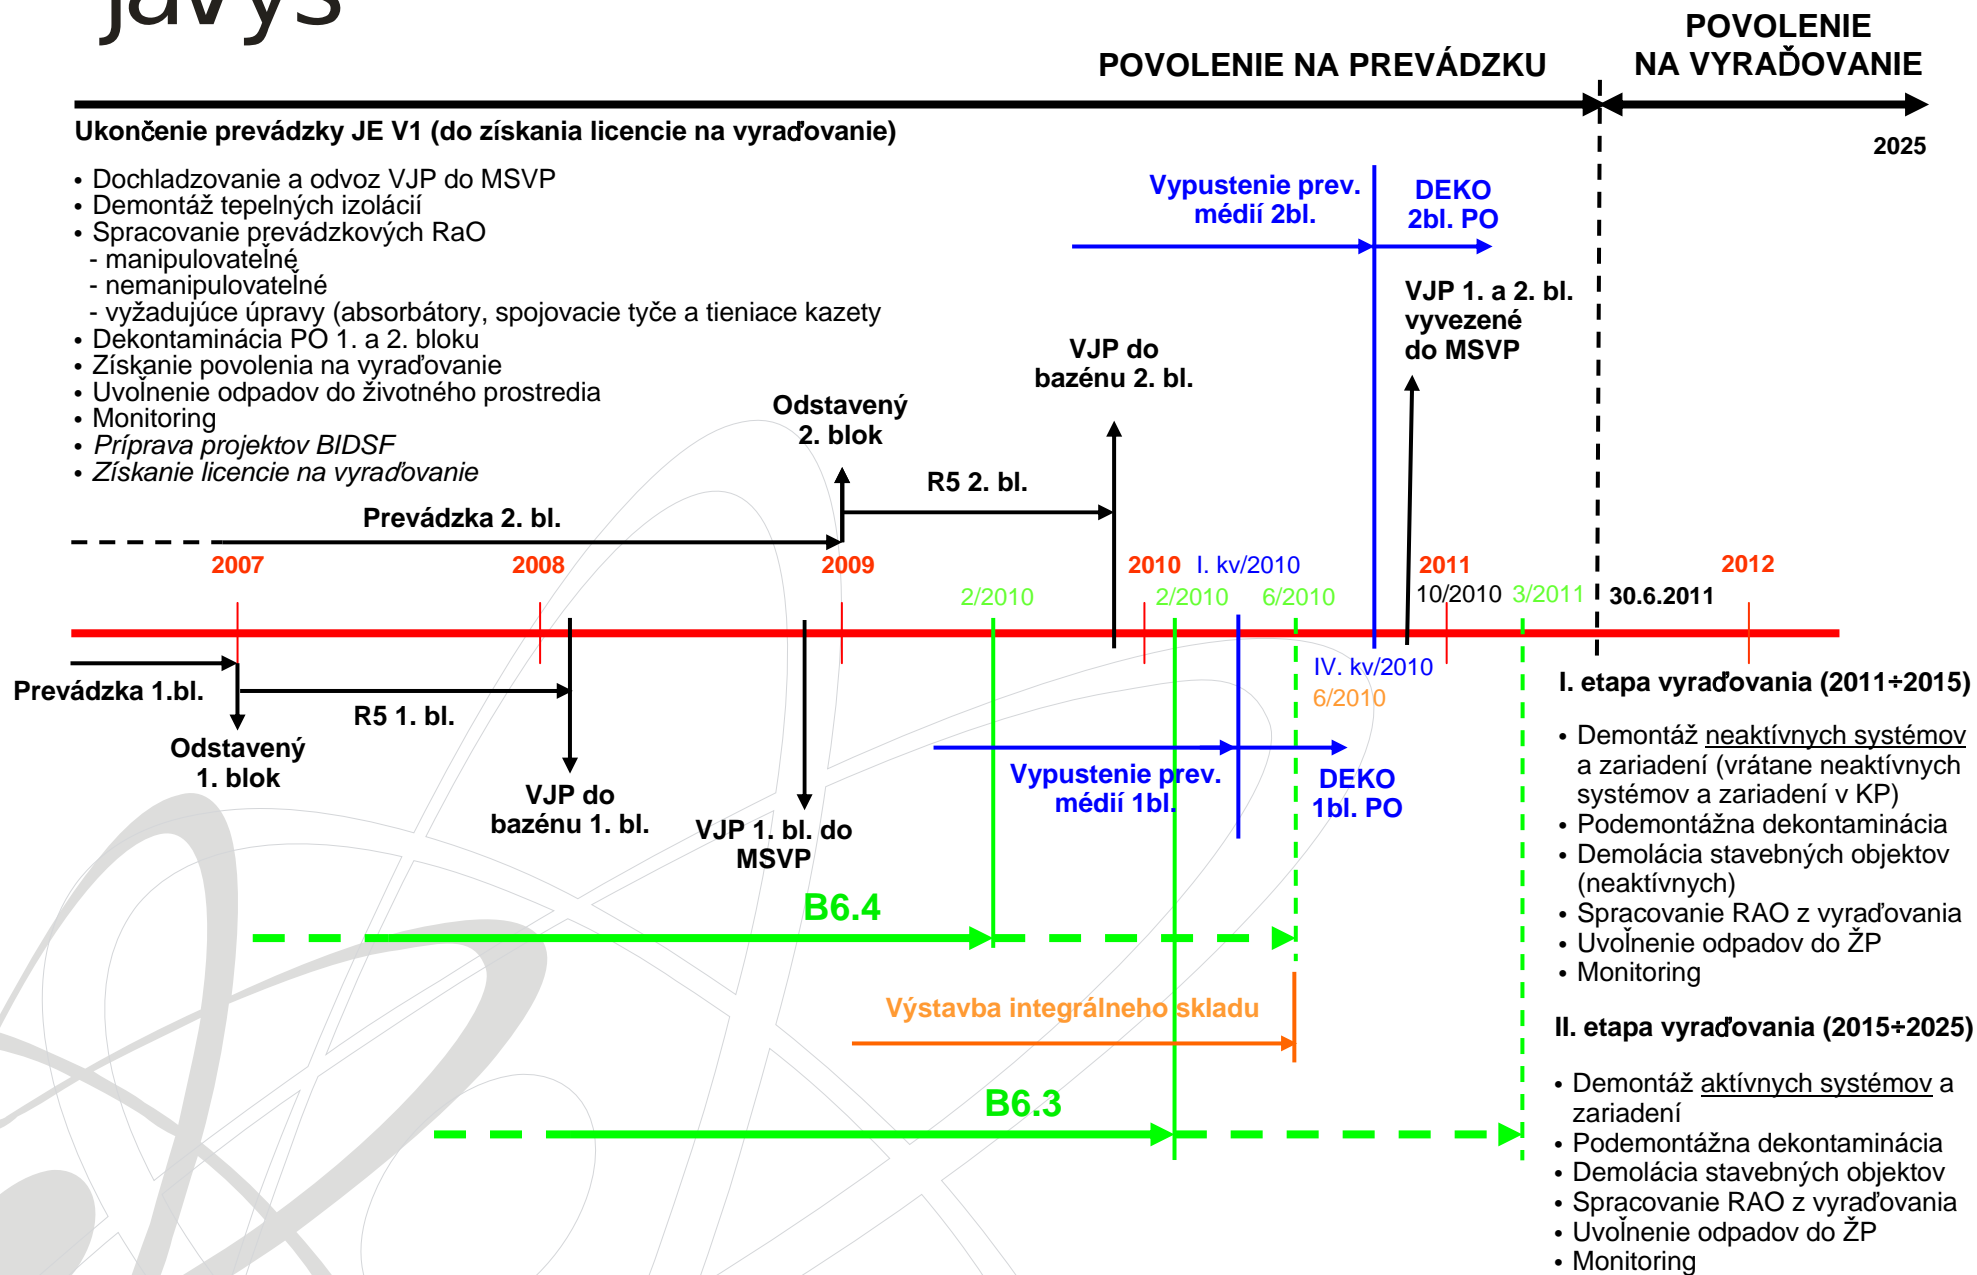 javys
POVOLENIE NA PREVÁDZKU
POVOLENIE
NA VYRAĎOVANIE
2025
Ukončenie prevádzky JE V1 (do získania licencie na vyraďovanie)
• Dochladzovanie a odvoz VJP do MSVP
• Demontáž tepelných izolácií
• Spracovanie prevádzkových RaO
- manipulovateľné
- nemanipulovateľné
- vyžadujúce úpravy (absorbátory, spojovacie tyče a tieniace kazety
• Dekontaminácia PO 1. a 2. bloku
• Získanie povolenia na vyraďovanie
• Uvoľnenie odpadov do životného prostredia
• Monitoring
• Príprava projektov BIDSF
• Získanie licencie na vyraďovanie
Vypustenie prev.
médií 2bl.
DEKO
2bl. PO
VJP 1. a 2. bl.
vyvezené
do MSVP
VJP do
bazénu 2. bl.
Odstavený
2. blok
R5 2. bl.
Prevádzka 2. bl.
2007
2008
2009
2010
I. kv/2010
2011
2012
2/2010
2/2010
6/2010
10/2010
3/2011
30.6.2011
Prevádzka 1.bl.
R5 1. bl.
Odstavený
1. blok
VJP do
bazénu 1. bl.
VJP 1. bl. do
MSVP
IV. kv/2010
6/2010
Vypustenie prev.
médií 1bl.
DEKO
1bl. PO
B6.4
Výstavba integrálneho skladu
B6.3
I. etapa vyraďovania (2011÷2015)
• Demontáž neaktívnych systémov
a zariadení (vrátane neaktívnych
systémov a zariadení v KP)
• Podemontážna dekontaminácia
• Demolácia stavebných objektov
(neaktívnych)
• Spracovanie RAO z vyraďovania
• Uvoľnenie odpadov do ŽP
• Monitoring
II. etapa vyraďovania (2015÷2025)
• Demontáž aktívnych systémov a
zariadení
• Podemontážna dekontaminácia
• Demolácia stavebných objektov
• Spracovanie RAO z vyraďovania
• Uvoľnenie odpadov do ŽP
• Monitoring